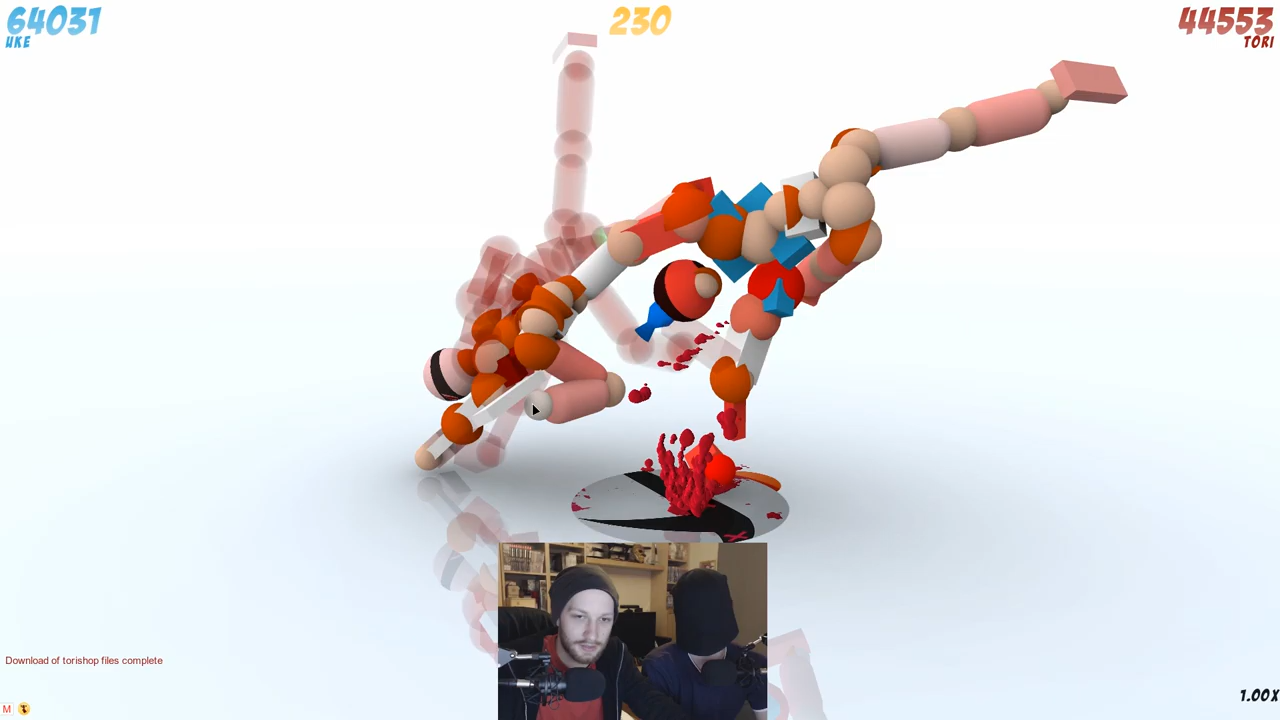 64031
UKE
230
44553
TORI
Download of torishop files complete
M
1.00X